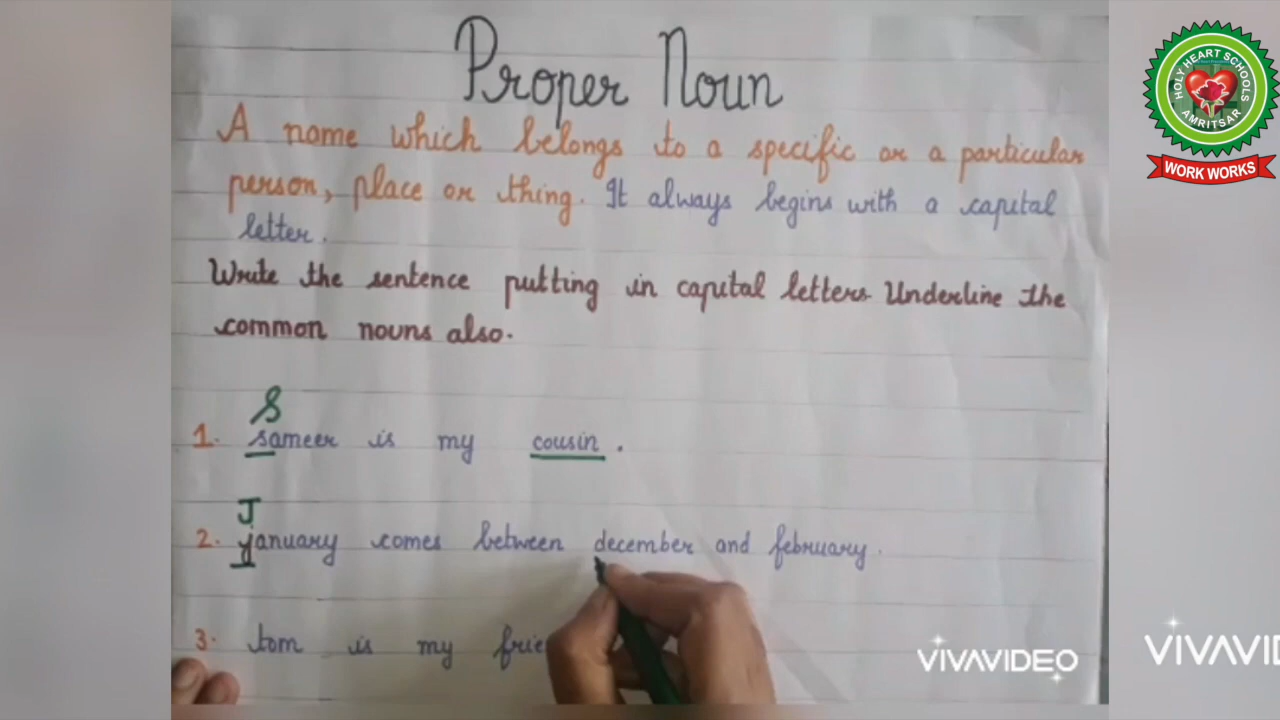 Proper Noun
A name which belongs to a specific or a particular
person, place or thing. It always begins with a capital
letter.
Write the sentence putting in capital letters. Underline the
common nouns also.
S
1. sameer is my cousin.
J
2. january comes between december and february.
3. tom is my frie
HOLY HEART SCHOOLS
AMRITSAR
WORK WORKS
VIVAVIDEO
VIVAVID